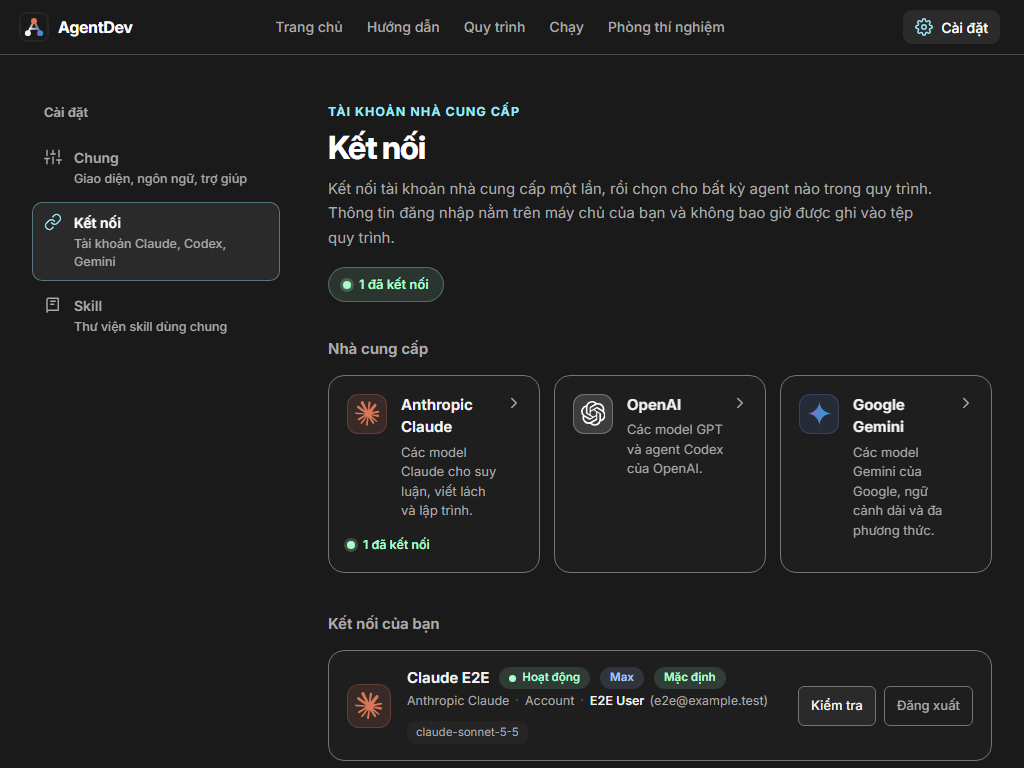 AgentDev
Trang chủ
Hướng dẫn
Quy trình
Chạy
Phòng thí nghiệm
Cài đặt
Cài đặt
Chung
Giao diện, ngôn ngữ, trợ giúp
Kết nối
Tài khoản Claude, Codex,
Gemini
Skill
Thư viện skill dùng chung
TÀI KHOẢN NHÀ CUNG CẤP
Kết nối
Kết nối tài khoản nhà cung cấp một lần, rồi chọn cho bất kỳ agent nào trong quy trình.
Thông tin đăng nhập nằm trên máy chủ của bạn và không bao giờ được ghi vào tệp
quy trình.
1 đã kết nối
Nhà cung cấp
Anthropic
Claude
Các model
Claude cho suy
luận, viết lách
và lập trình.
1 đã kết nối
OpenAI
Các model GPT
và agent Codex
của OpenAI.
Google
Gemini
Các model
Gemini của
Google, ngữ
cảnh dài và đa
phương thức.
Kết nối của bạn
Claude E2E
Hoạt động
Max
Mặc định
Anthropic Claude · Account · E2E User (e2e@example.test)
claude-sonnet-5-5
Kiểm tra
Đăng xuất